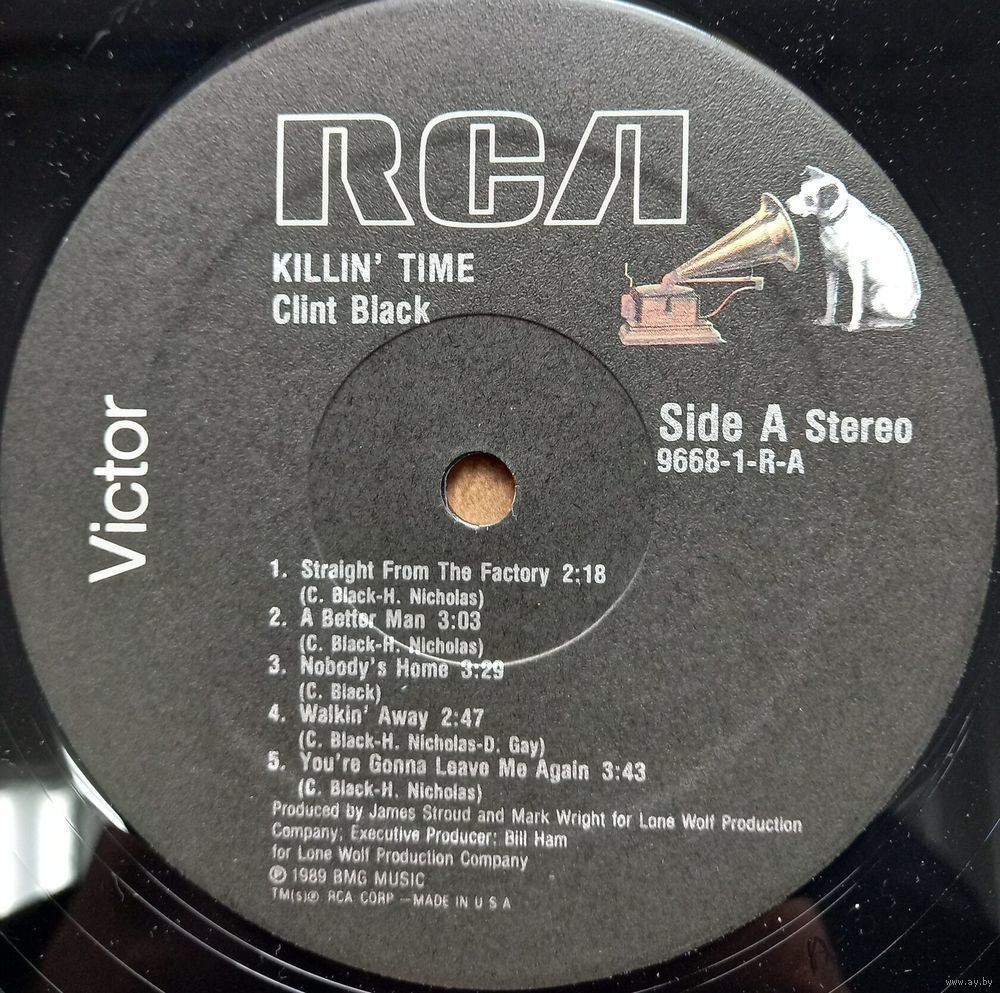 RCA
KILLIN' TIME
Clint Black
Victor
Side A Stereo
9668-1-R-A
1. Straight From The Factory 2:18
(C. Black-H. Nicholas)
2. A Better Man 3:03
(C. Black-H. Nicholas)
3. Nobody's Home 3:29
(C. Black)
4. Walkin' Away 2:47
(C. Black-H. Nicholas-D. Gay)
5. You're Gonna Leave Me Again 3:43
(C. Black-H. Nicholas)
Produced by James Stroud and Mark Wright for Lone Wolf Production
Company; Executive Producer: Bill Ham
for Lone Wolf Production Company
℗ 1989 BMG MUSIC
TM(s)® RCA CORP —MADE IN U S A
www.ay.by